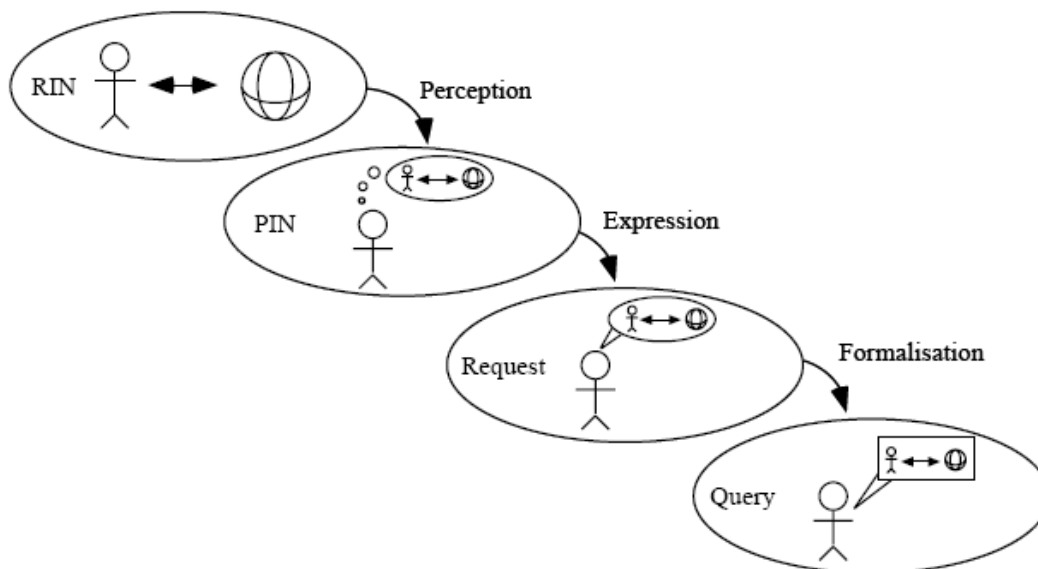 RIN
Perception
PIN
Expression
Request
Formalisation
Query